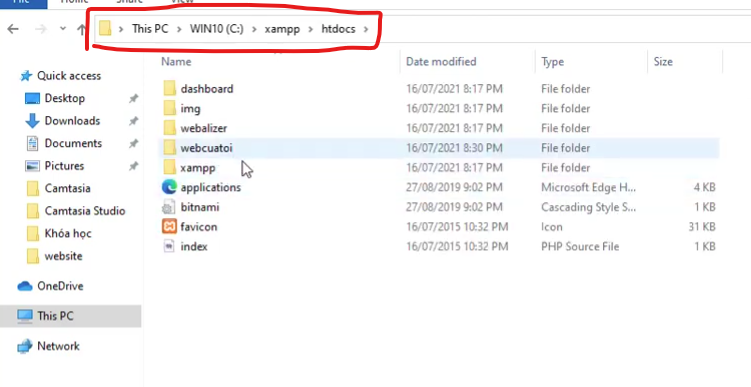 File Home Share View
This PC > WIN10 (C:) > xampp > htdocs >
Name Date modified Type Size
Quick access
Desktop
Downloads
Documents
Pictures
Camtasia
Camtasia Studio
Khóa học
website
OneDrive
This PC
Network
dashboard 16/07/2021 8:17 PM File folder
img 16/07/2021 8:17 PM File folder
webalizer 16/07/2021 8:17 PM File folder
webcuatoi 16/07/2021 8:30 PM File folder
xampp 16/07/2021 8:17 PM File folder
applications 27/08/2019 9:02 PM Microsoft Edge H... 4 KB
bitnami 27/08/2019 9:02 PM Cascading Style S... 1 KB
favicon 16/07/2015 10:32 PM Icon 31 KB
index 16/07/2015 10:32 PM PHP Source File 1 KB